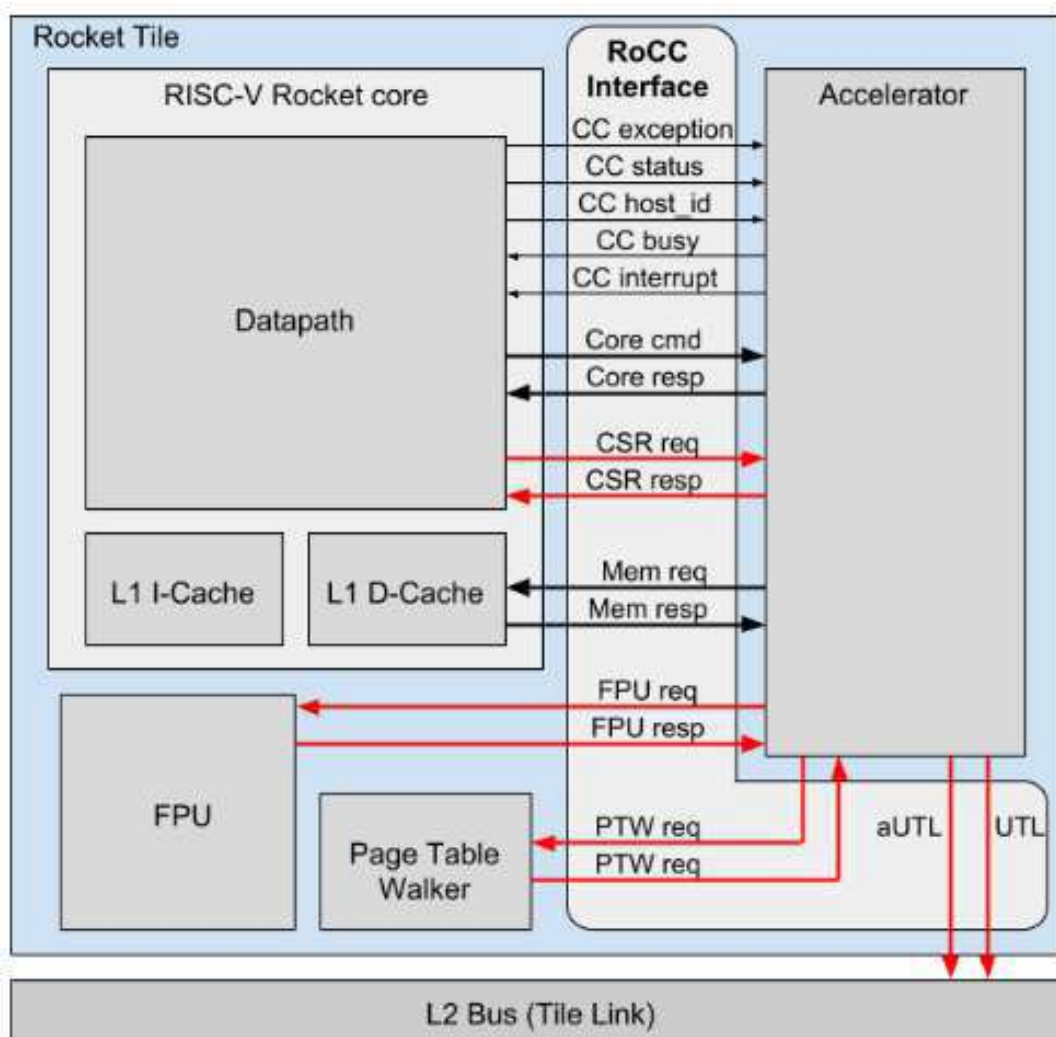 Rocket Tile
RoCC
Interface
RISC-V Rocket core
Accelerator
CC exception
CC status
CC host_id
CC busy
CC interrupt
Datapath
Core cmd
Core resp
CSR req
CSR resp
L1 I-Cache
L1 D-Cache
Mem req
Mem resp
FPU req
FPU resp
FPU
Page Table
Walker
PTW req
PTW req
aUTL
UTL
L2 Bus (Tile Link)